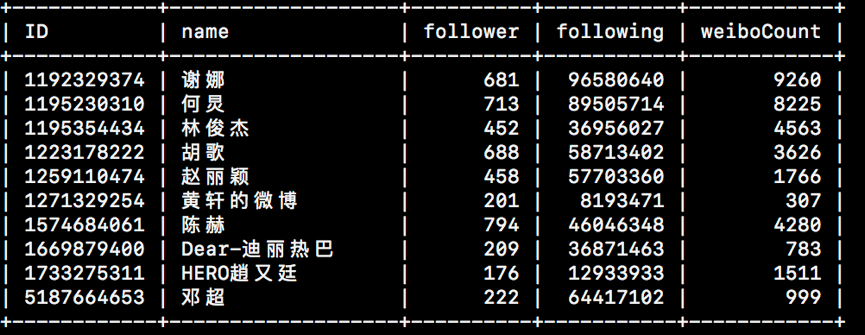 ID name follower following weiboCount
1192329374 谢娜 681 96580640 9260
1195230310 何炅 713 89505714 8225
1195354434 林俊杰 452 36956027 4563
1223178222 胡歌 688 58713402 3626
1259110474 赵丽颖 458 57703360 1766
1271329254 黄轩的微博 201 8193471 307
1574684061 陈赫 794 46046348 4280
1669879400 Dear-迪丽热巴 209 36871463 783
1733275311 HERO趙又廷 176 12933933 1511
5187664653 邓超 222 64417102 999